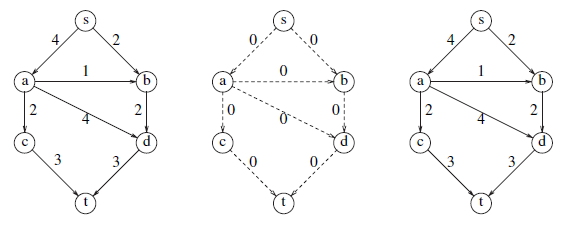 s s s
4 2 0 0 4 2
a 1 b a 0 b a 1 b
2 4 2 0 0 0 2 4 2
c d c d c d
3 3 0 0 3 3
t t t